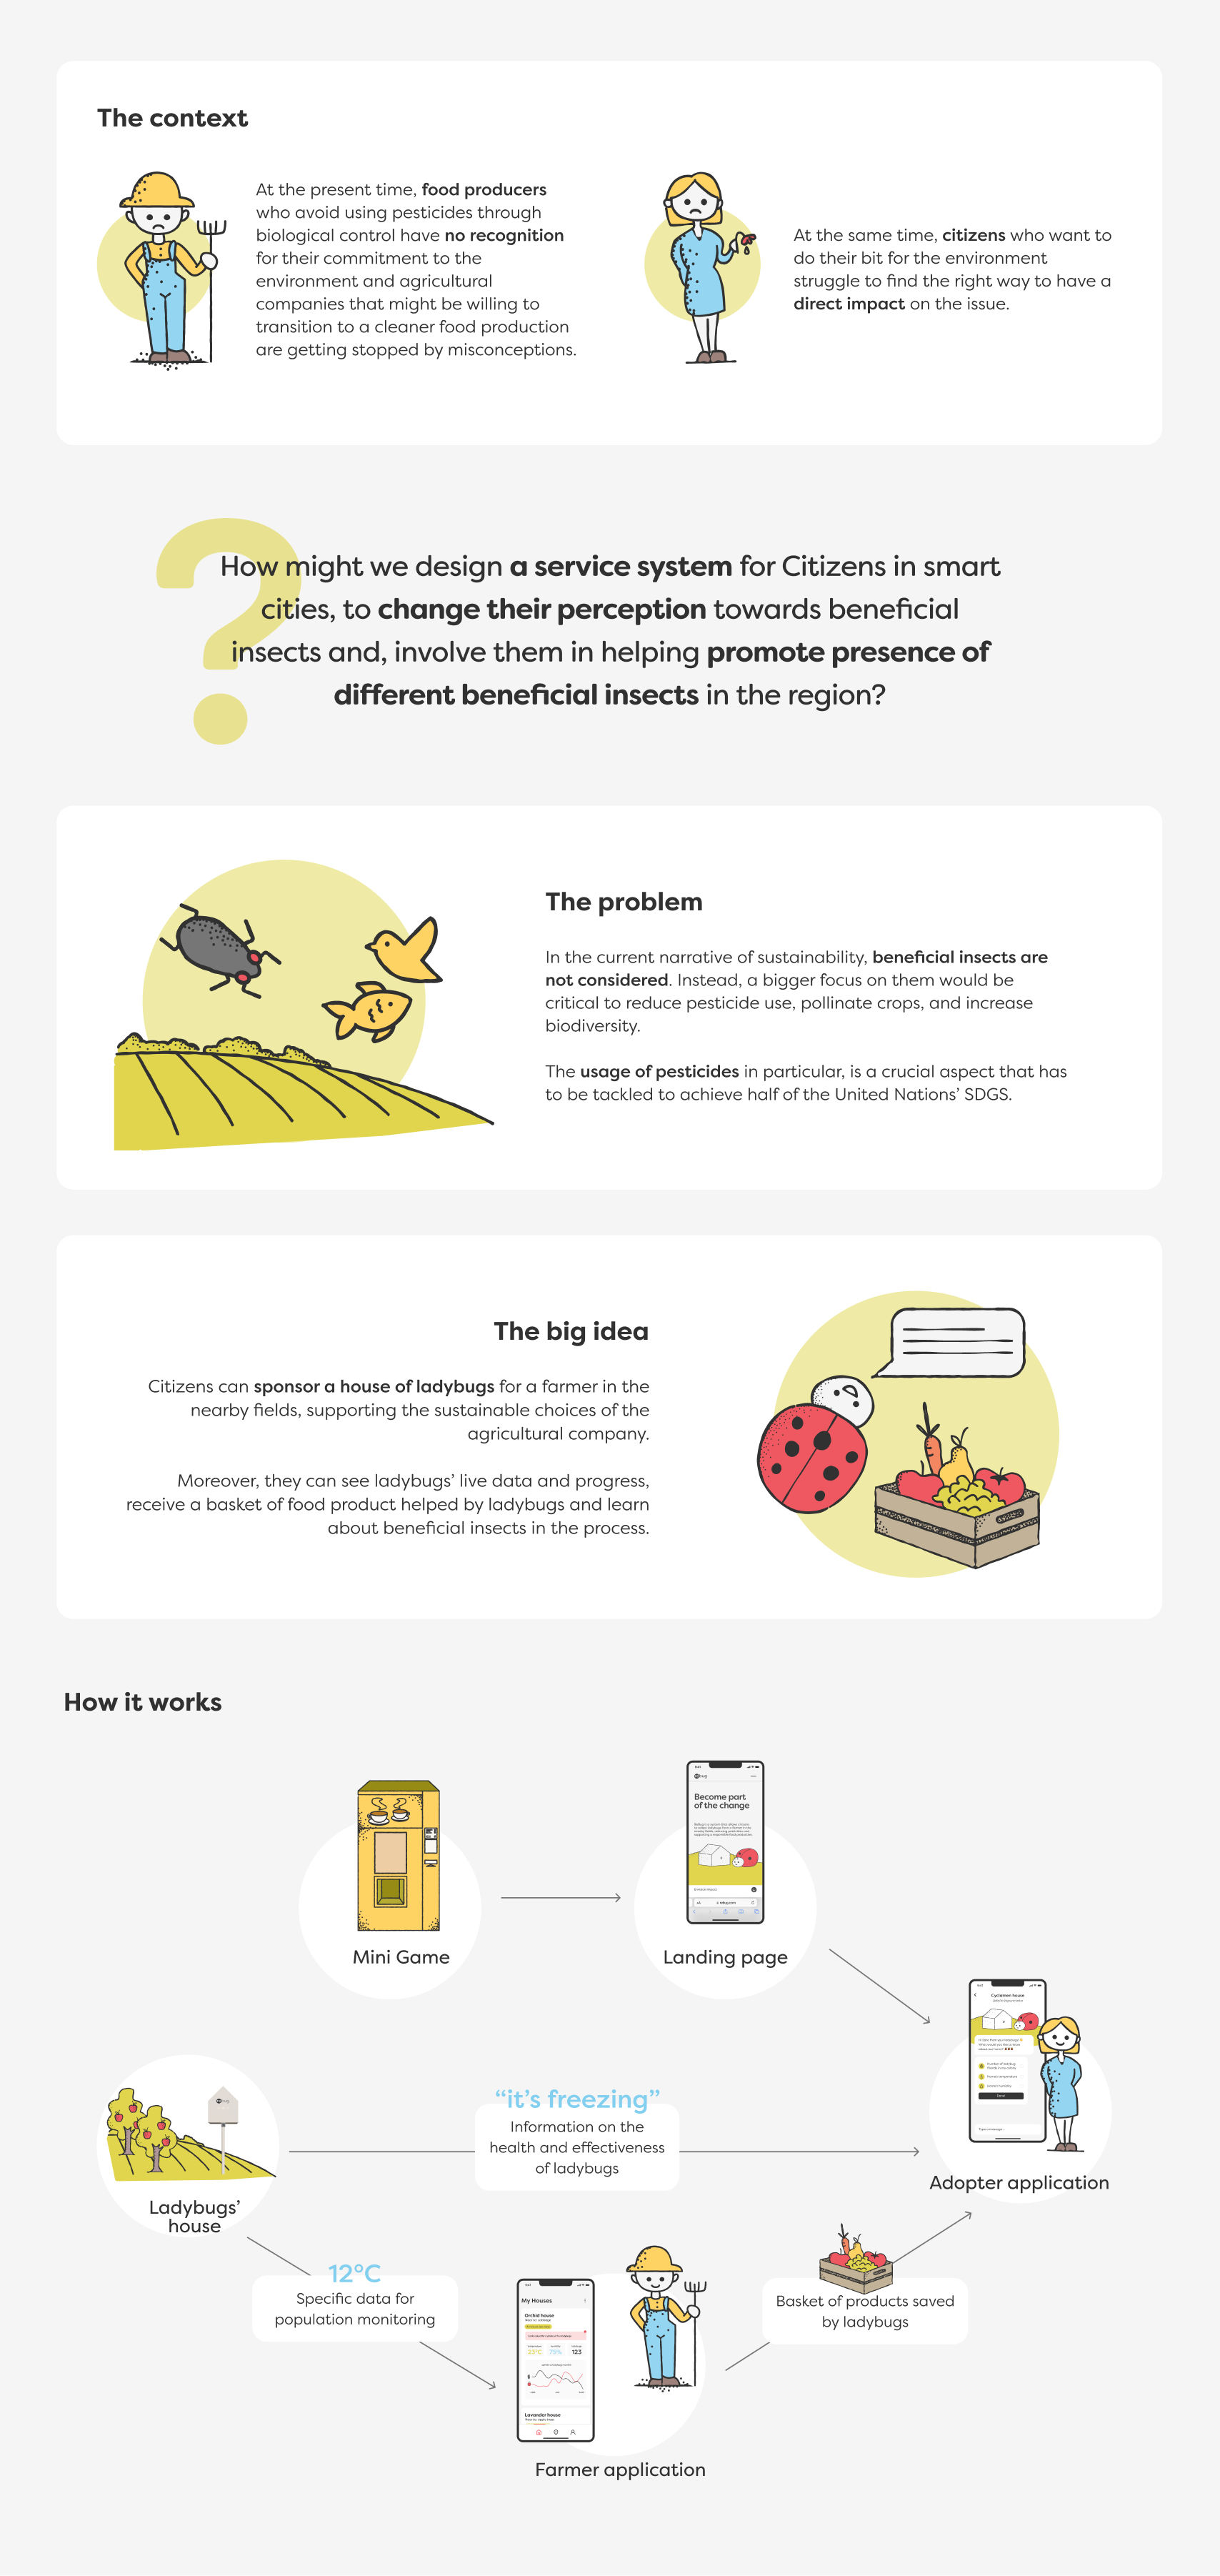 The context
At the present time, food producers
who avoid using pesticides through
biological control have no recognition
for their commitment to the
environment and agricultural
companies that might be willing to
transition to a cleaner food production
are getting stopped by misconceptions.
At the same time, citizens who want to
do their bit for the environment
struggle to find the right way to have a
direct impact on the issue.
?
How might we design a service system for Citizens in smart
cities, to change their perception towards beneficial
insects and, involve them in helping promote presence of
different beneficial insects in the region?
The problem
In the current narrative of sustainability, beneficial insects are
not considered. Instead, a bigger focus on them would be
critical to reduce pesticide use, pollinate crops, and increase
biodiversity.
The usage of pesticides in particular, is a crucial aspect that has
to be tackled to achieve half of the United Nations’ SDGS.
The big idea
Citizens can sponsor a house of ladybugs for a farmer in the
nearby fields, supporting the sustainable choices of the
agricultural company.
Moreover, they can see ladybugs’ live data and progress,
receive a basket of food product helped by ladybugs and learn
about beneficial insects in the process.
How it works
Become part
of the change
Mini Game
Landing page
Cyclamen house
“it’s freezing”
Information on the
health and effectiveness
of ladybugs
Adopter application
Ladybugs’
house
12°C
Specific data for
population monitoring
My Houses
Orchid house
123
Lavander house
Basket of products saved
by ladybugs
Farmer application